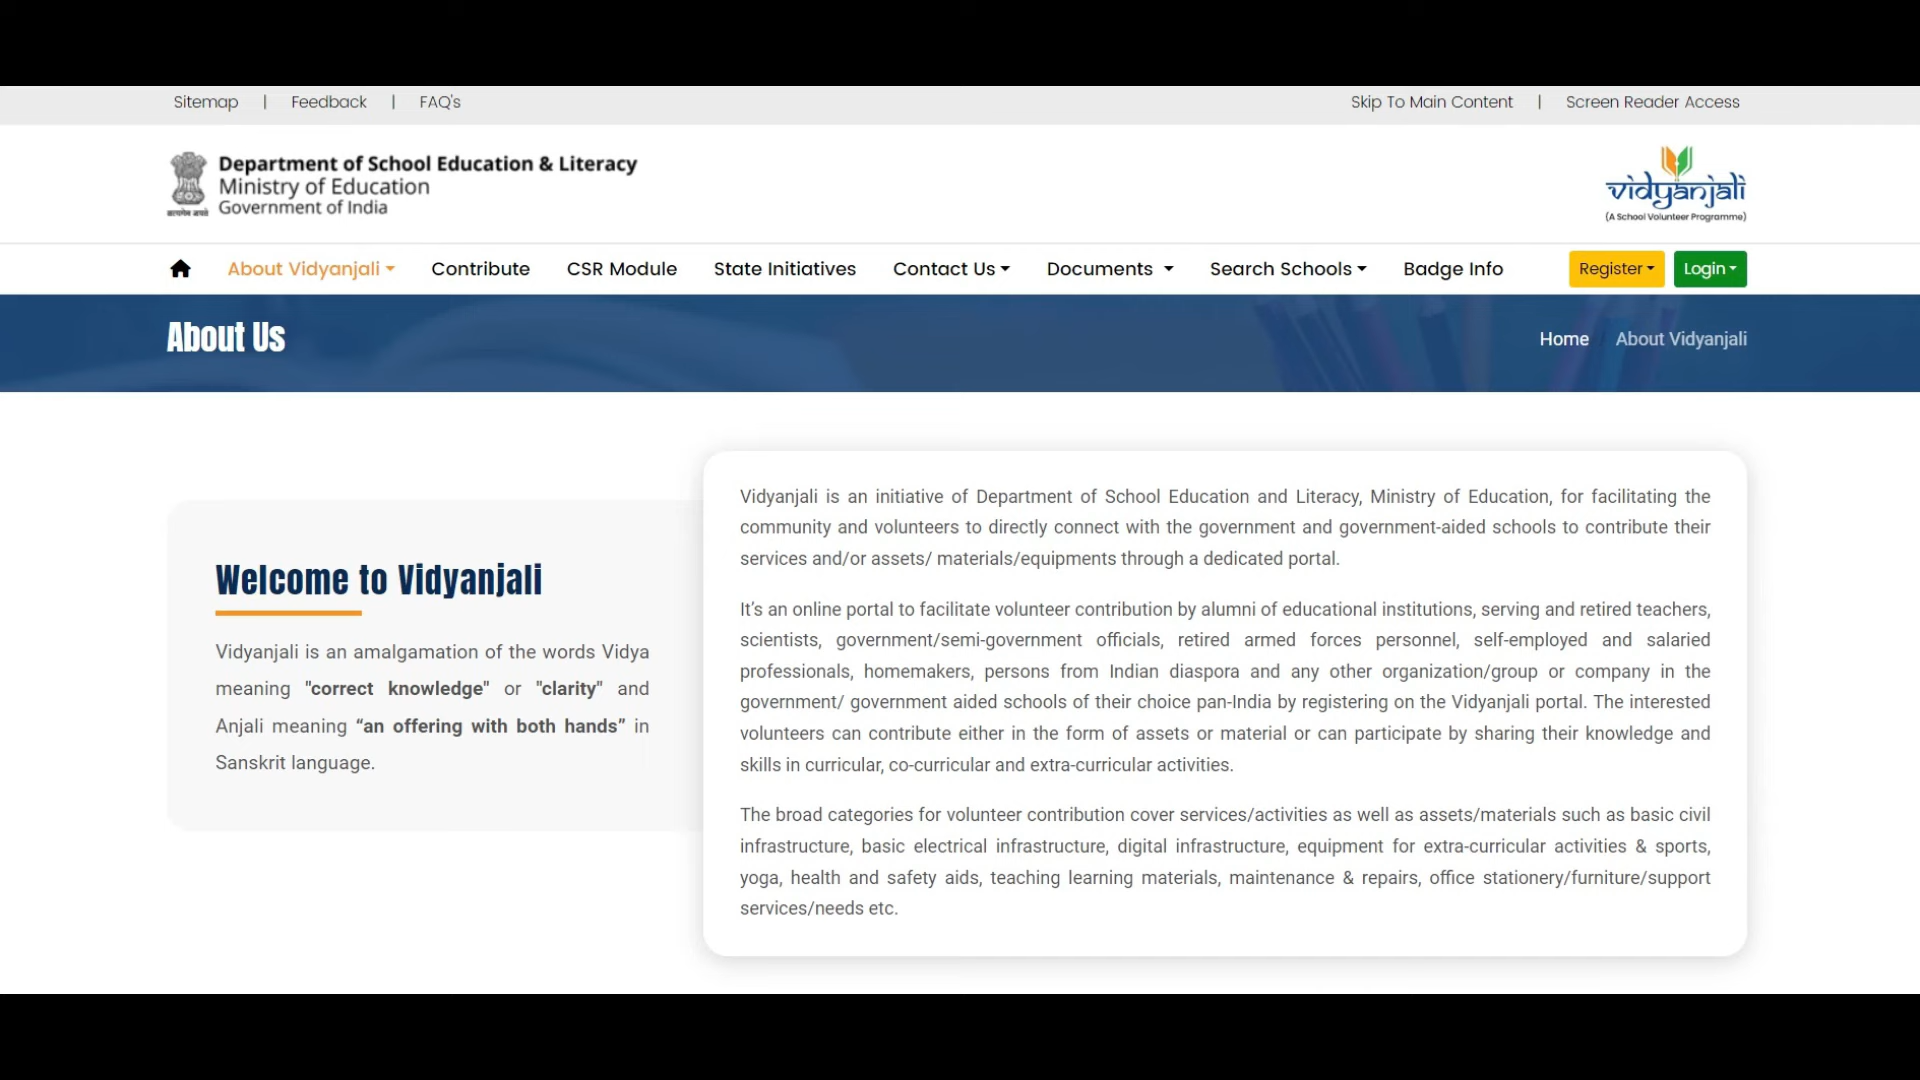 Sitemap | Feedback | FAQ's
Skip To Main Content | Screen Reader Access
Department of School Education & Literacy
Ministry of Education
Government of India
सत्यमेव जयते
vidyanjali
(A School Volunteer Programme)
About Vidyanjali Contribute CSR Module State Initiatives Contact Us Documents Search Schools Badge Info Register Login
About Us
Home About Vidyanjali
Welcome to Vidyanjali
Vidyanjali is an amalgamation of the words Vidya
meaning "correct knowledge" or "clarity" and
Anjali meaning “an offering with both hands” in
Sanskrit language.
Vidyanjali is an initiative of Department of School Education and Literacy, Ministry of Education, for facilitating the
community and volunteers to directly connect with the government and government-aided schools to contribute their
services and/or assets/ materials/equipments through a dedicated portal.
It’s an online portal to facilitate volunteer contribution by alumni of educational institutions, serving and retired teachers,
scientists, government/semi-government officials, retired armed forces personnel, self-employed and salaried
professionals, homemakers, persons from Indian diaspora and any other organization/group or company in the
government/ government aided schools of their choice pan-India by registering on the Vidyanjali portal. The interested
volunteers can contribute either in the form of assets or material or can participate by sharing their knowledge and
skills in curricular, co-curricular and extra-curricular activities.
The broad categories for volunteer contribution cover services/activities as well as assets/materials such as basic civil
infrastructure, basic electrical infrastructure, digital infrastructure, equipment for extra-curricular activities & sports,
yoga, health and safety aids, teaching learning materials, maintenance & repairs, office stationery/furniture/support
services/needs etc.